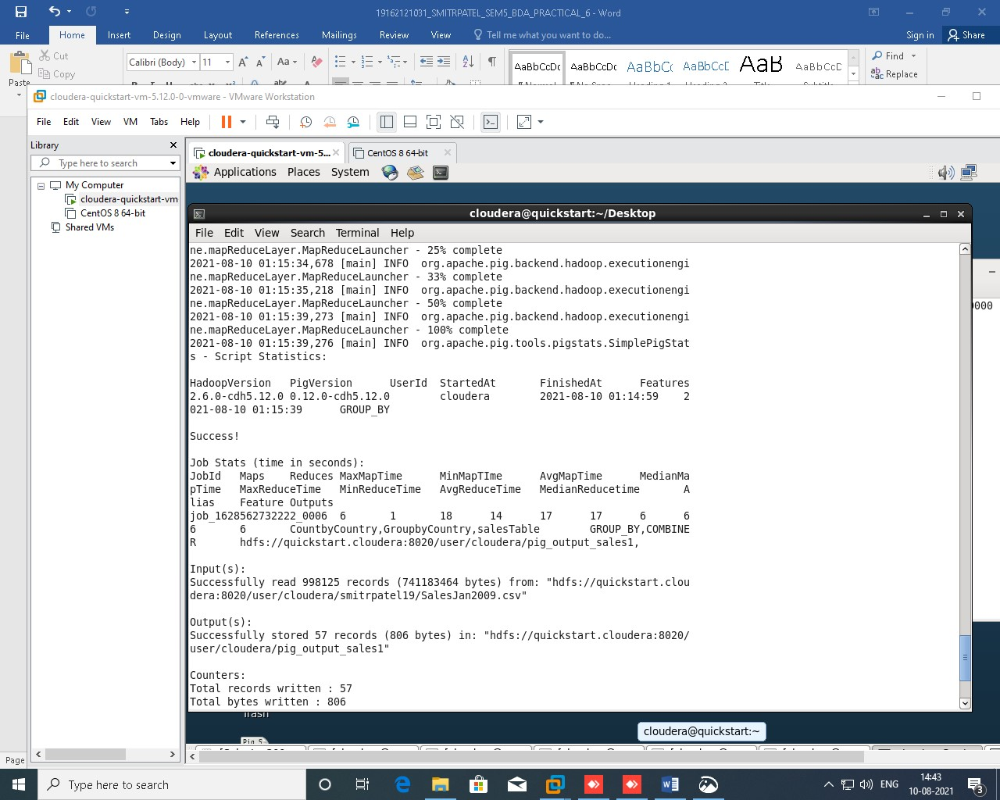 19162121031_SMITRPATEL_SEM5_BDA_PRACTICAL_6 - Word
File Home Insert Design Layout References Mailings Review View Tell me what you want to do... Sign in Share
Cut
Copy
Paste
Calibri (Body) 11
Aa
AaBbCcDc AaBbCcDc AaBbCc AaBbCcD AaB AaBbCcD
Find
Replace
cloudera-quickstart-vm-5.12.0-0-vmware - VMware Workstation
File Edit View VM Tabs Help
Library
Type here to search
My Computer
cloudera-quickstart-vm
CentOS 8 64-bit
Shared VMs
cloudera-quickstart-vm-5... CentOS 8 64-bit
Applications Places System
cloudera@quickstart:~/Desktop
File Edit View Search Terminal Help
ne.mapReduceLayer.MapReduceLauncher - 25% complete
2021-08-10 01:15:34,678 [main] INFO  org.apache.pig.backend.hadoop.executionengi
ne.mapReduceLayer.MapReduceLauncher - 33% complete
2021-08-10 01:15:35,218 [main] INFO  org.apache.pig.backend.hadoop.executionengi
ne.mapReduceLayer.MapReduceLauncher - 50% complete
2021-08-10 01:15:39,273 [main] INFO  org.apache.pig.backend.hadoop.executionengi
ne.mapReduceLayer.MapReduceLauncher - 100% complete
2021-08-10 01:15:39,276 [main] INFO  org.apache.pig.tools.pigstats.SimplePigStat
s - Script Statistics:
HadoopVersion PigVersion UserId StartedAt FinishedAt Features
2.6.0-cdh5.12.0 0.12.0-cdh5.12.0 cloudera 2021-08-10 01:14:59 2
021-08-10 01:15:39 GROUP_BY
Success!
Job Stats (time in seconds):
JobId Maps Reduces MaxMapTime MinMapTIme AvgMapTime MedianMa
pTime MaxReduceTime MinReduceTime AvgReduceTime MedianReducetime A
lias Feature Outputs
job_1628562732222_0006 6 1 18 14 17 17 6 6
6 6 CountbyCountry,GroupbyCountry,salesTable GROUP_BY,COMBINE
R hdfs://quickstart.cloudera:8020/user/cloudera/pig_output_sales1,
Input(s):
Successfully read 998125 records (741183464 bytes) from: "hdfs://quickstart.clou
dera:8020/user/cloudera/smitrpatel19/SalesJan2009.csv"
Output(s):
Successfully stored 57 records (806 bytes) in: "hdfs://quickstart.cloudera:8020/
user/cloudera/pig_output_sales1"
Counters:
Total records written : 57
Total bytes written : 806
0000
Trash
cloudera@quickstart:~
Page
Type here to search
ENG
14:43
10-08-2021
3